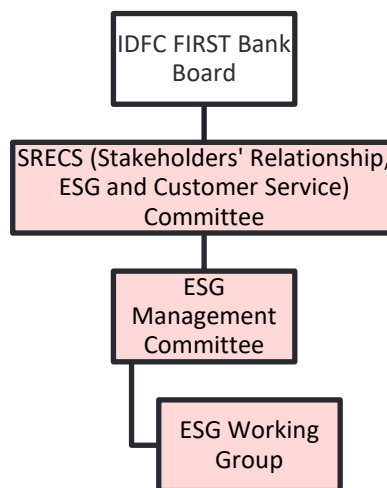 IDFC FIRST Bank
Board
SRECS (Stakeholders' Relationship,
ESG and Customer Service)
Committee
ESG
Management
Committee
ESG Working
Group